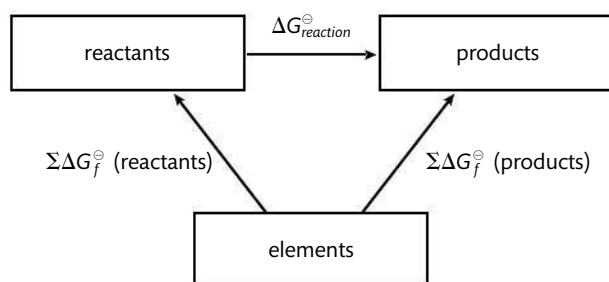 ΔG⊖reaction
reactants
products
ΣΔG⊖f (reactants)
ΣΔG⊖f (products)
elements